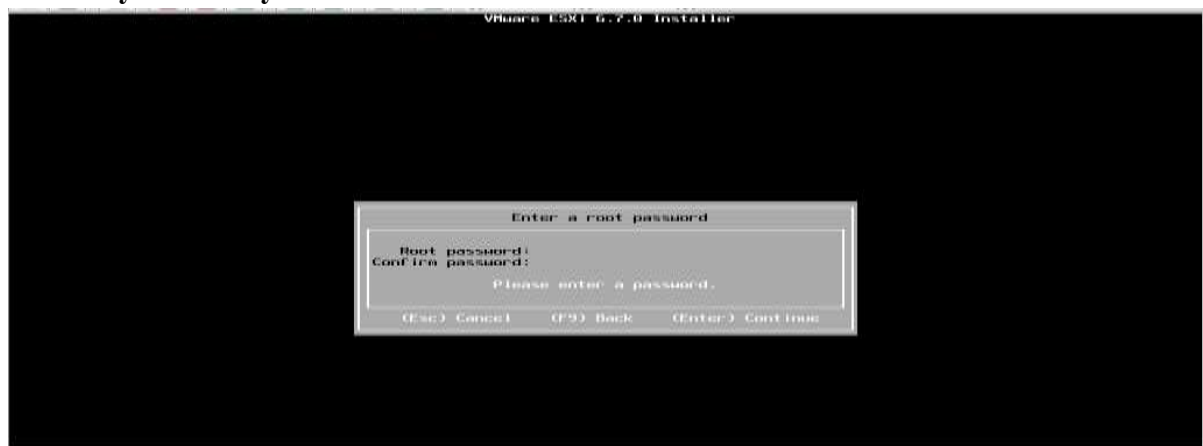 VMware ESXi 6.7.0 Installer
Enter a root password
Root password:
Confirm password:
Please enter a password.
(Esc) Cancel (F9) Back (Enter) Continue